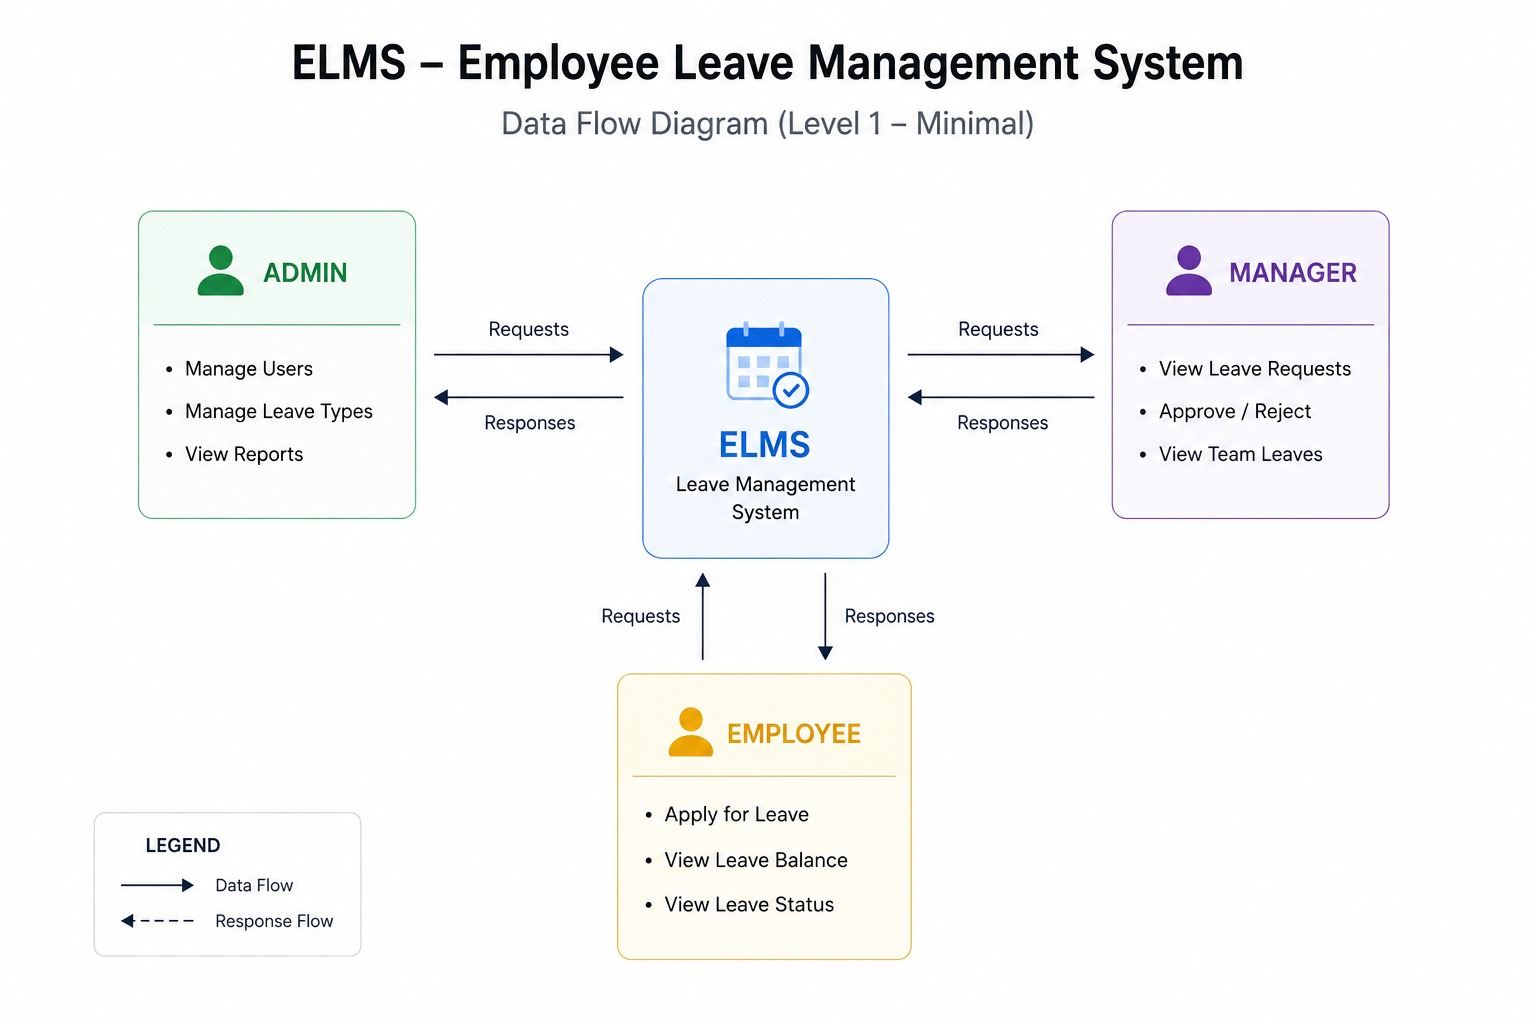 ELMS – Employee Leave Management System
Data Flow Diagram (Level 1 – Minimal)
ADMIN
• Manage Users
• Manage Leave Types
• View Reports
Requests
Responses
ELMS
Leave Management
System
Requests
Responses
MANAGER
• View Leave Requests
• Approve / Reject
• View Team Leaves
Requests
Responses
EMPLOYEE
• Apply for Leave
• View Leave Balance
• View Leave Status
LEGEND
Data Flow
Response Flow